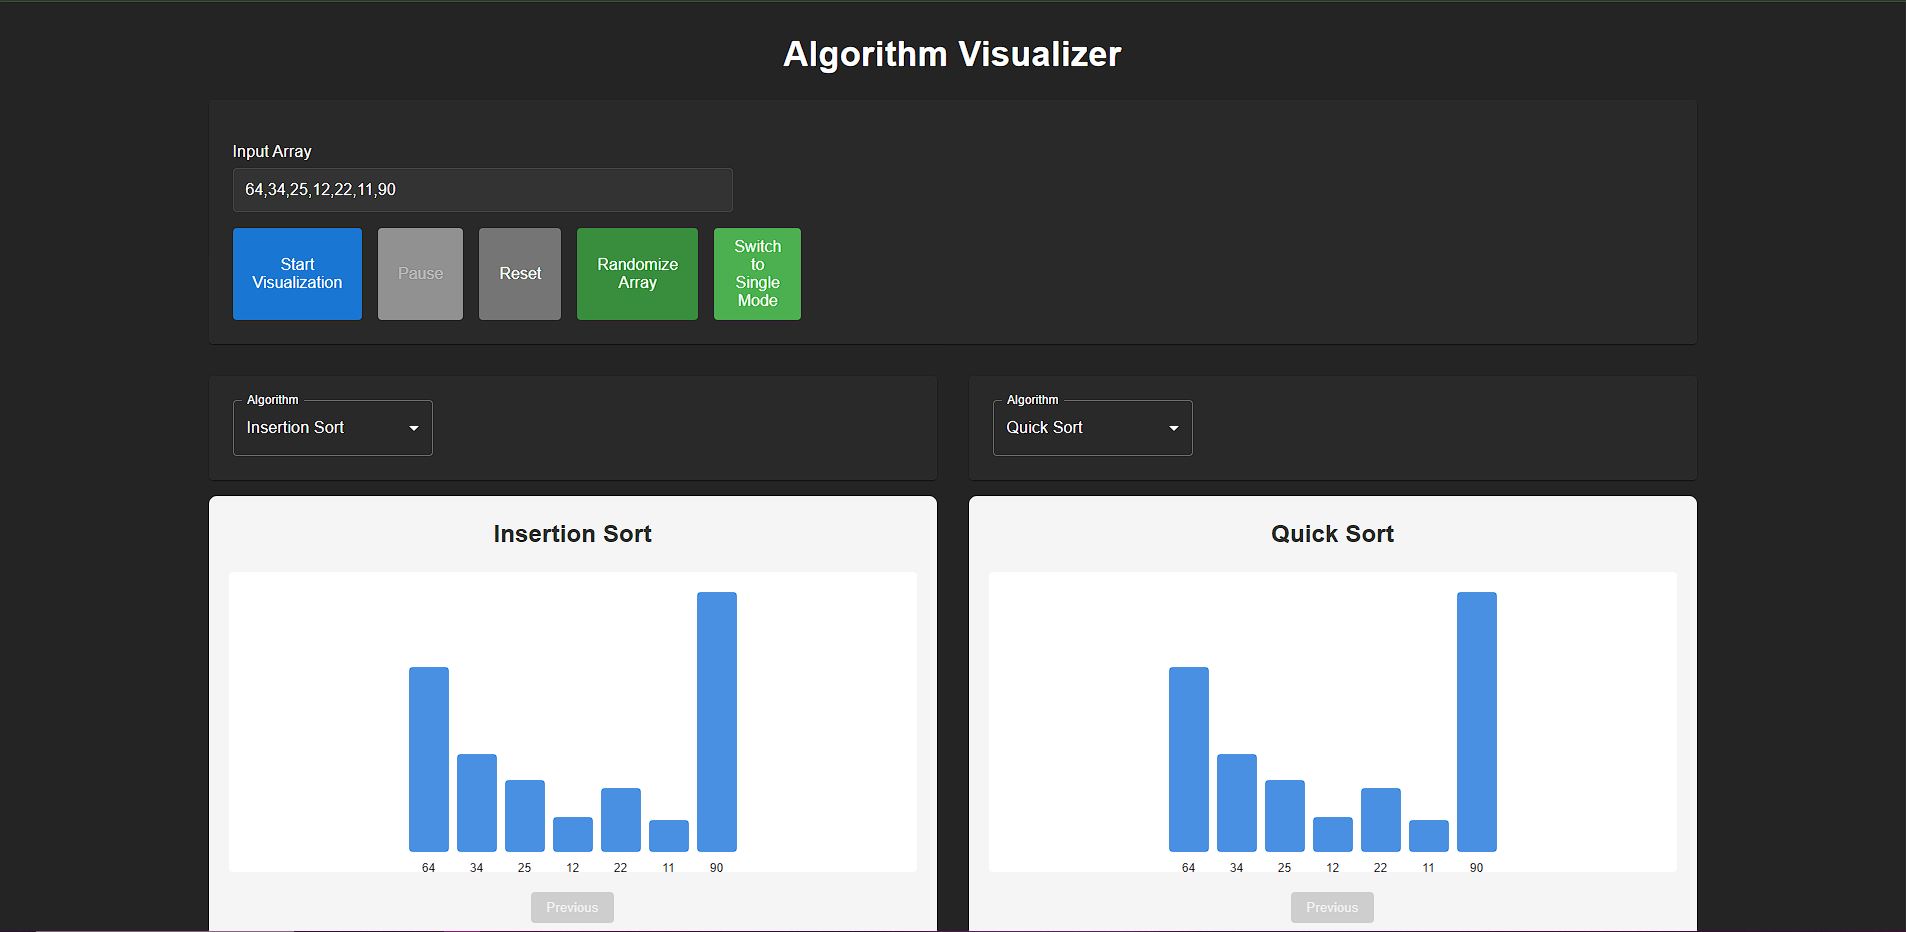 Algorithm Visualizer
Input Array
64,34,25,12,22,11,90
Start
Visualization
Pause
Reset
Randomize
Array
Switch
to
Single
Mode
Algorithm
Insertion Sort
Algorithm
Quick Sort
Insertion Sort
64 34 25 12 22 11 90
Previous
Quick Sort
64 34 25 12 22 11 90
Previous